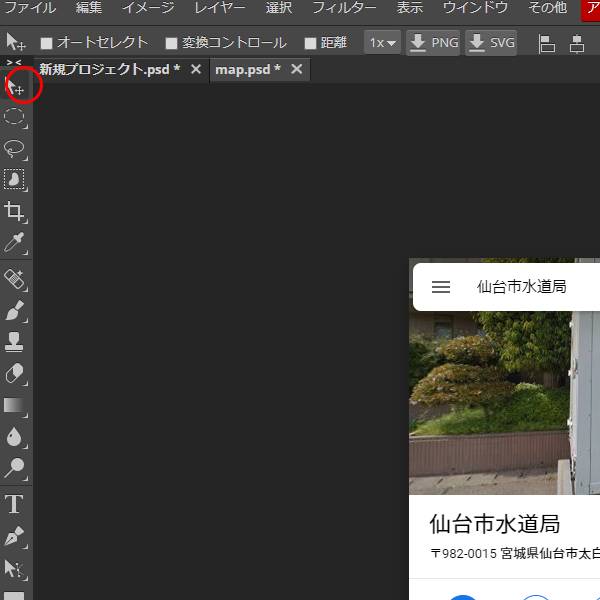 ファイル 編集 イメージ レイヤー 選択 フィルター 表示 ウインドウ その他 ア
オートセレクト 変換コントロール 距離 1x PNG SVG
> <
新規プロジェクト.psd * map.psd *
仙台市水道局
T
仙台市水道局
〒982-0015 宮城県仙台市太白